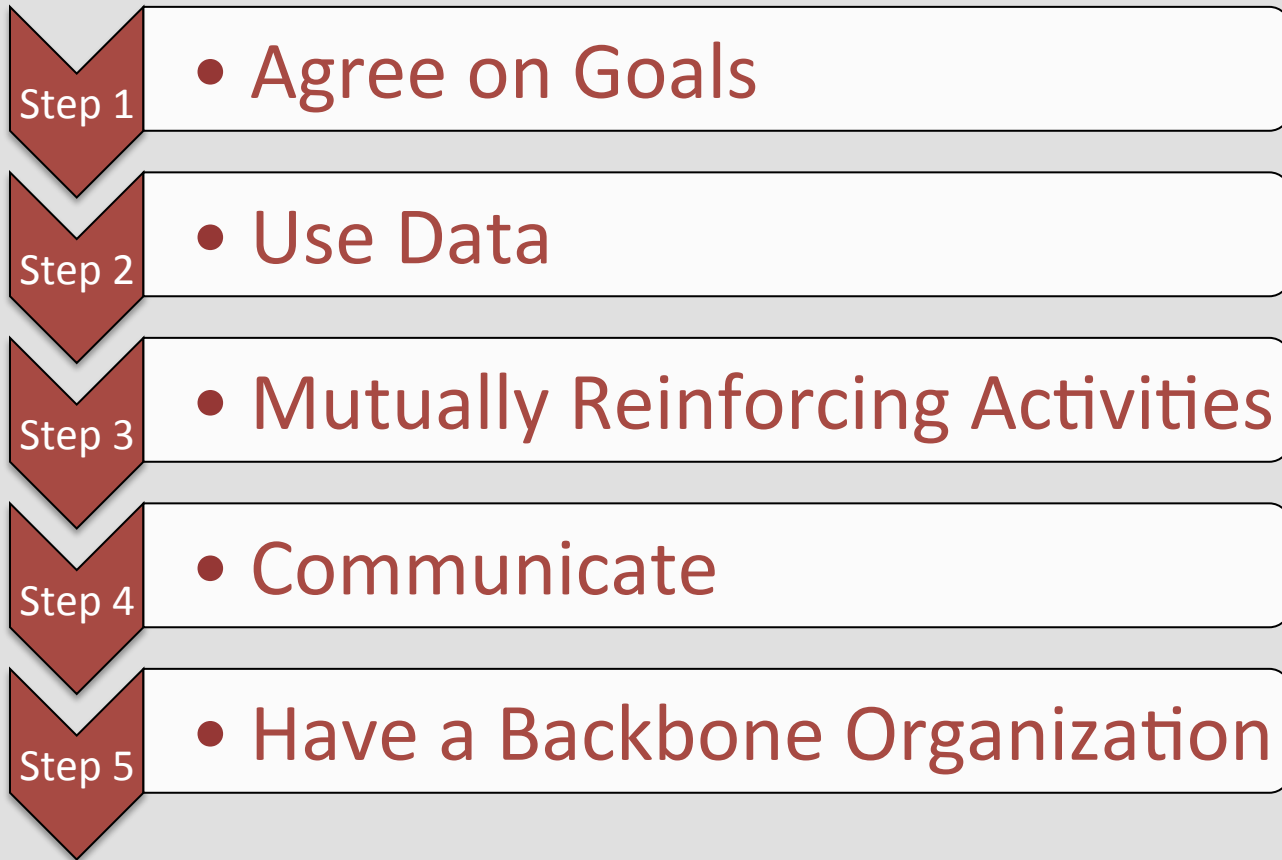 Step 1 • Agree on Goals
Step 2 • Use Data
Step 3 • Mutually Reinforcing Activities
Step 4 • Communicate
Step 5 • Have a Backbone Organization